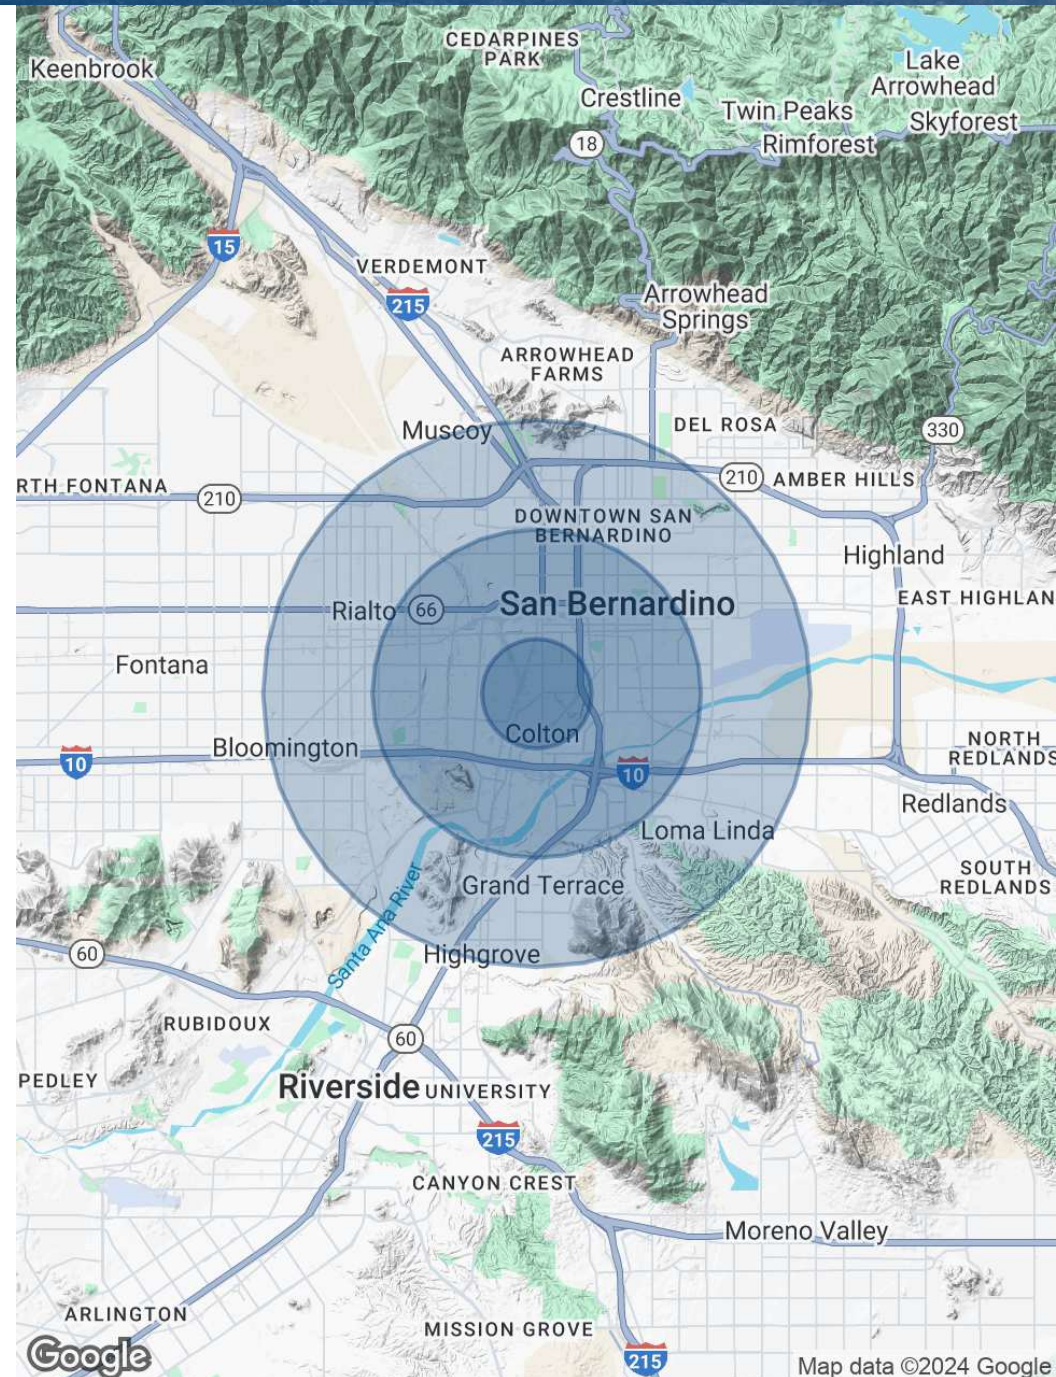 CEDARPINES
PARK
Keenbrook
Lake
Arrowhead
Crestline
Twin Peaks
Skyforest
18
Rimforest
15
VERDEMONT
215
Arrowhead
Springs
ARROWHEAD
FARMS
Muscoy
DEL ROSA
330
RTH FONTANA
210
210
AMBER HILLS
DOWNTOWN SAN
BERNARDINO
Highland
Rialto
66
San Bernardino
EAST HIGHLAN
Fontana
Colton
Bloomington
NORTH
REDLANDS
10
10
Redlands
Loma Linda
SOUTH
REDLANDS
Grand Terrace
Santa Ana River
Highgrove
60
RUBIDOUX
60
PEDLEY
Riverside
UNIVERSITY
215
CANYON CREST
Moreno Valley
ARLINGTON
MISSION GROVE
Google
215
Map data ©2024 Google